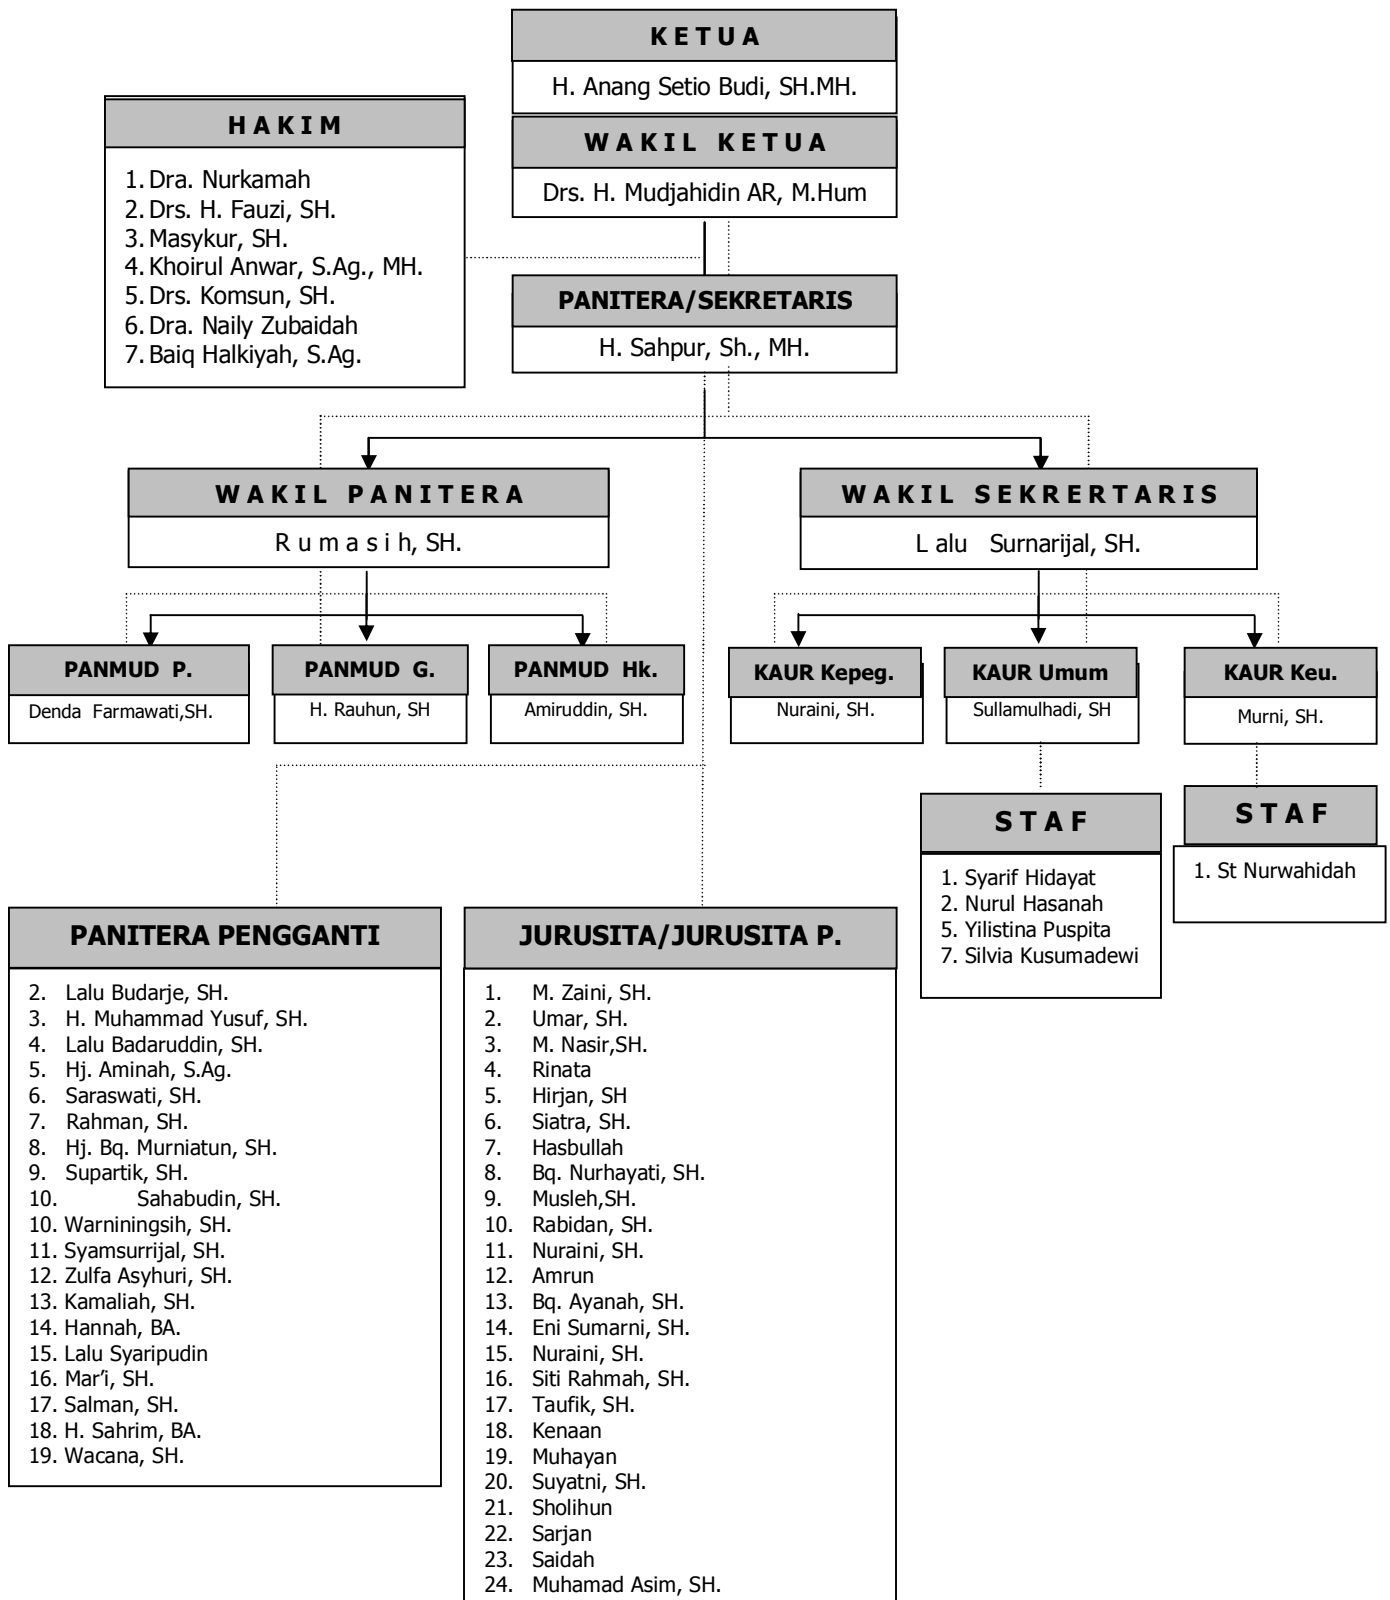 KETUA
H. Anang Setio Budi, SH.MH.
WAKIL KETUA
Drs. H. Mudjahidin AR, M.Hum
HAKIM
1. Dra. Nurkamah
2. Drs. H. Fauzi, SH.
3. Masykur, SH.
4. Khoirul Anwar, S.Ag., MH.
5. Drs. Komsun, SH.
6. Dra. Naily Zubaidah
7. Baiq Halkiyah, S.Ag.
PANITERA/SEKRETARIS
H. Sahpur, Sh., MH.
WAKIL PANITERA
R u m a s i h, SH.
WAKIL SEKRERTARIS
L alu Surnarijal, SH.
PANMUD P.
Denda Farmawati,SH.
PANMUD G.
H. Rauhun, SH
PANMUD Hk.
Amiruddin, SH.
KAUR Kepeg.
Nuraini, SH.
KAUR Umum
Sullamulhadi, SH
KAUR Keu.
Murni, SH.
STAF
1. Syarif Hidayat
2. Nurul Hasanah
5. Yilistina Puspita
7. Silvia Kusumadewi
STAF
1. St Nurwahidah
PANITERA PENGGANTI
2. Lalu Budarje, SH.
3. H. Muhammad Yusuf, SH.
4. Lalu Badaruddin, SH.
5. Hj. Aminah, S.Ag.
6. Saraswati, SH.
7. Rahman, SH.
8. Hj. Bq. Murniatun, SH.
9. Supartik, SH.
10. Sahabudin, SH.
10. Warniningsih, SH.
11. Syamsurrijal, SH.
12. Zulfa Asyhuri, SH.
13. Kamaliah, SH.
14. Hannah, BA.
15. Lalu Syaripudin
16. Mar’i, SH.
17. Salman, SH.
18. H. Sahrim, BA.
19. Wacana, SH.
JURUSITA/JURUSITA P.
1. M. Zaini, SH.
2. Umar, SH.
3. M. Nasir,SH.
4. Rinata
5. Hirjan, SH
6. Siatra, SH.
7. Hasbullah
8. Bq. Nurhayati, SH.
9. Musleh,SH.
10. Rabidan, SH.
11. Nuraini, SH.
12. Amrun
13. Bq. Ayanah, SH.
14. Eni Sumarni, SH.
15. Nuraini, SH.
16. Siti Rahmah, SH.
17. Taufik, SH.
18. Kenaan
19. Muhayan
20. Suyatni, SH.
21. Sholihun
22. Sarjan
23. Saidah
24. Muhamad Asim, SH.